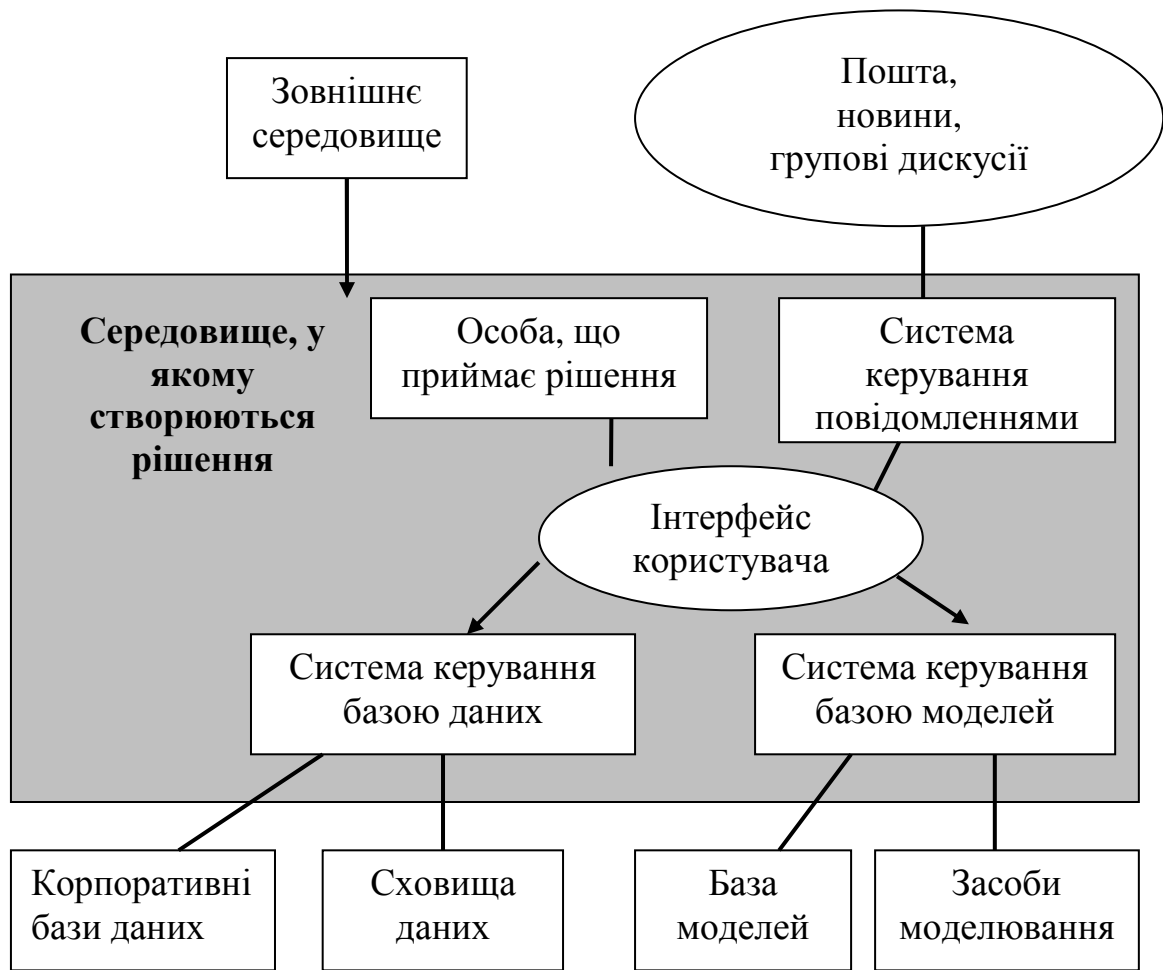 Зовнішнє
середовище
Пошта,
новини,
групові дискусії
Середовище, у
якому
створюються
рішення
Особа, що
приймає рішення
Система
керування
повідомленнями
Інтерфейс
користувача
Система керування
базою даних
Система керування
базою моделей
Корпоративні
бази даних
Сховища
даних
База
моделей
Засоби
моделювання